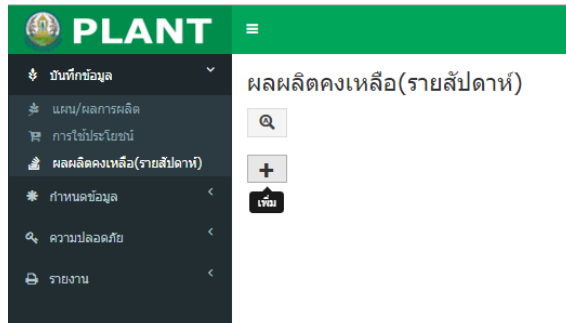 PLANT
บันทึกข้อมูล
แผน/ผลการผลิต
การใช้ประโยชน์
ผลผลิตคงเหลือ(รายสัปดาห์)
กำหนดข้อมูล
ความปลอดภัย
รายงาน
ผลผลิตคงเหลือ(รายสัปดาห์)
เพิ่ม